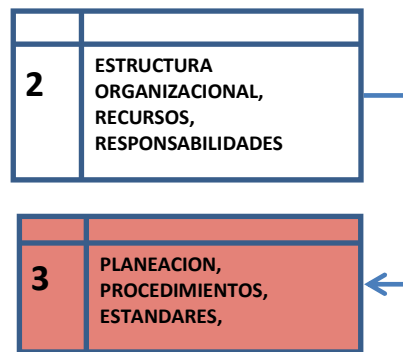 2
ESTRUCTURA
ORGANIZACIONAL,
RECURSOS,
RESPONSABILIDADES
3
PLANEACION,
PROCEDIMIENTOS,
ESTANDARES,